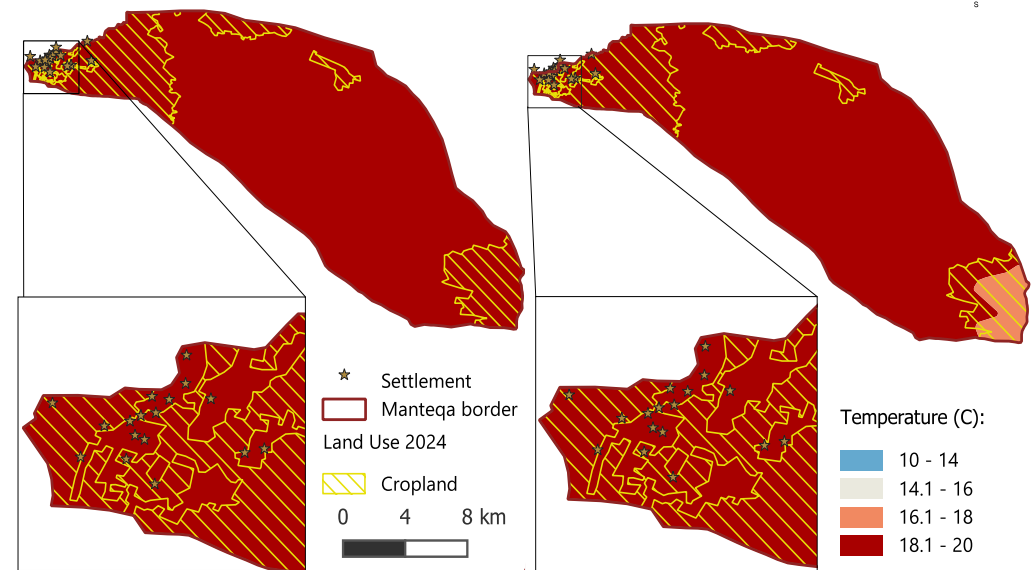 s
Settlement
Manteqa border
Land Use 2024
Cropland
0 4 8 km
Temperature (C):
10 - 14
14.1 - 16
16.1 - 18
18.1 - 20